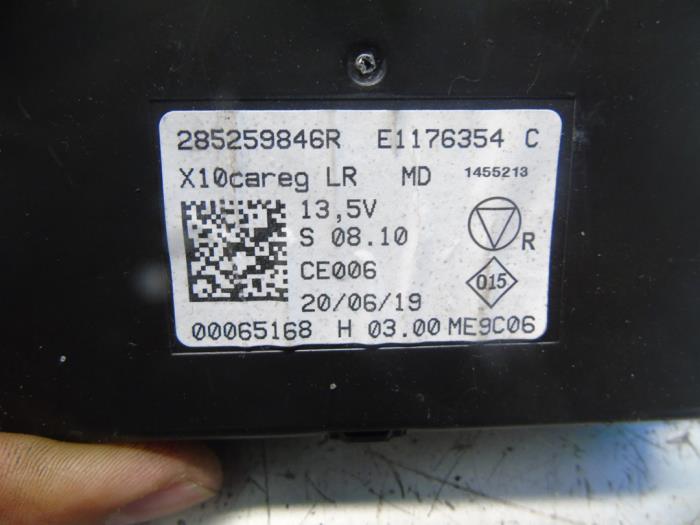 285259846R E1176354 C
X10careg LR MD 1455213
13,5V
S 08.10
R
CE006
015
20/06/19
00065168 H 03.00 ME9C06